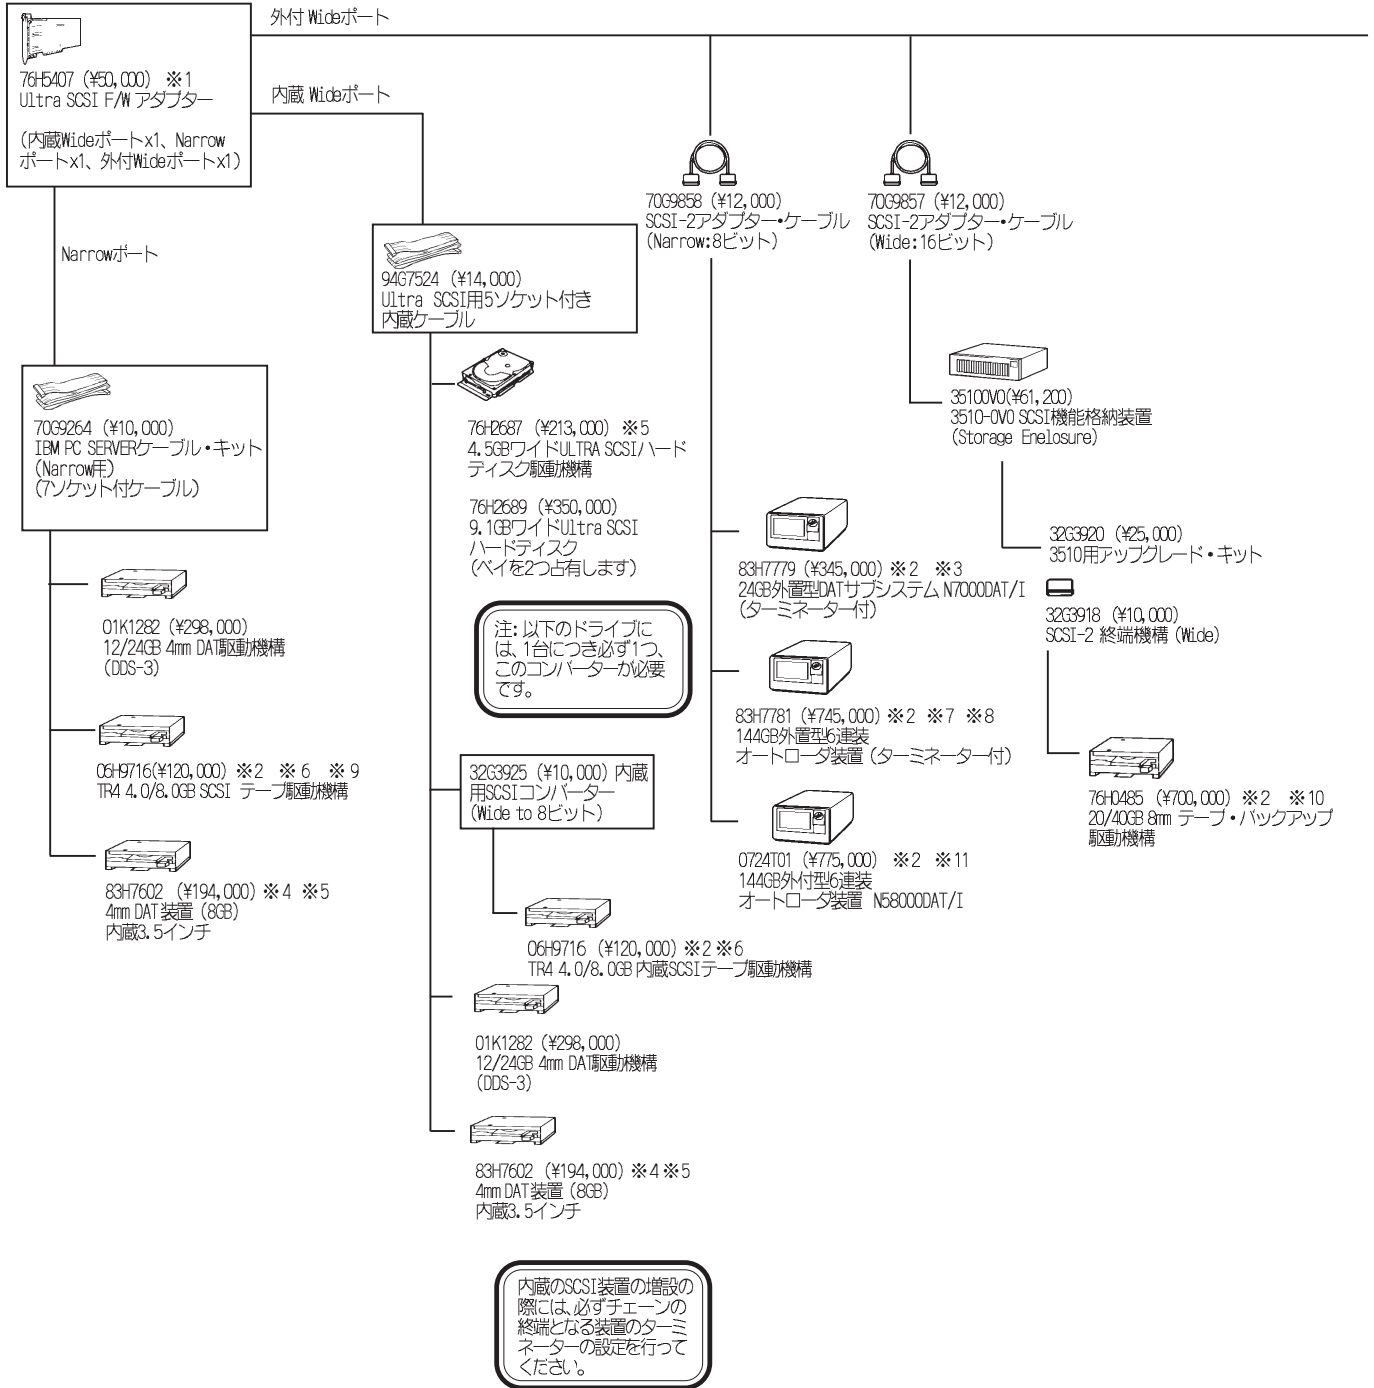 外付 Wideポート
76H5407 (¥50,000) ※1
Ultra SCSI F/W アダプター
(内蔵Wideポートx1、Narrow
ポートx1、外付Wideポートx1)
内蔵 Wideポート
Narrowポート
70G9264 (¥10,000)
IBM PC SERVERケーブル・キット
(Narrow用)
(7ソケット付ケーブル)
01K1282 (¥298,000)
12/24GB 4mm DAT駆動機構
(DDS-3)
06H9716(¥120,000) ※2 ※6 ※9
TR4 4.0/8.0GB SCSI テープ駆動機構
83H7602 (¥194,000) ※4 ※5
4mm DAT装置 (8GB)
内蔵3.5インチ
94G7524 (¥14,000)
Ultra SCSI用5ソケット付き
内蔵ケーブル
76H2687 (¥213,000) ※5
4.5GBワイドULTRA SCSIハード
ディスク駆動機構
76H2689 (¥350,000)
9.1GBワイドUltra SCSI
ハードディスク
(ベイを2つ占有します)
注: 以下のドライブに
は、1台につき必ず1つ、
このコンバーターが必要
です。
32G3925 (¥10,000) 内蔵
用SCSIコンバーター
(Wide to 8ビット)
06H9716 (¥120,000) ※2 ※6
TR4 4.0/8.0GB 内蔵SCSIテープ駆動機構
01K1282 (¥298,000)
12/24GB 4mm DAT駆動機構
(DDS-3)
83H7602 (¥194,000) ※4 ※5
4mm DAT装置 (8GB)
内蔵3.5インチ
内蔵のSCSI装置の増設の
際には、必ずチェーンの
終端となる装置のターミ
ネーターの設定を行って
ください。
70G9858 (¥12,000)
SCSI-2アダプター・ケーブル
(Narrow:8ビット)
83H7779 (¥345,000) ※2 ※3
24GB外置型DATサブシステム N7000DAT/I
(ターミネーター付)
83H7781 (¥745,000) ※2 ※7 ※8
144GB外置型6連装
オートローダ装置 (ターミネーター付)
0724T01 (¥775,000) ※2 ※11
144GB外付型6連装
オートローダ装置 N58000DAT/I
70G9857 (¥12,000)
SCSI-2アダプター・ケーブル
(Wide:16ビット)
35100V0(¥61,200)
3510-0V0 SCSI機能格納装置
(Storage Enelosure)
32G3920 (¥25,000)
3510用アップグレード・キット
32G3918 (¥10,000)
SCSI-2 終端機構 (Wide)
76H0485 (¥700,000) ※2 ※10
20/40GB 8mm テープ・バックアップ
駆動機構